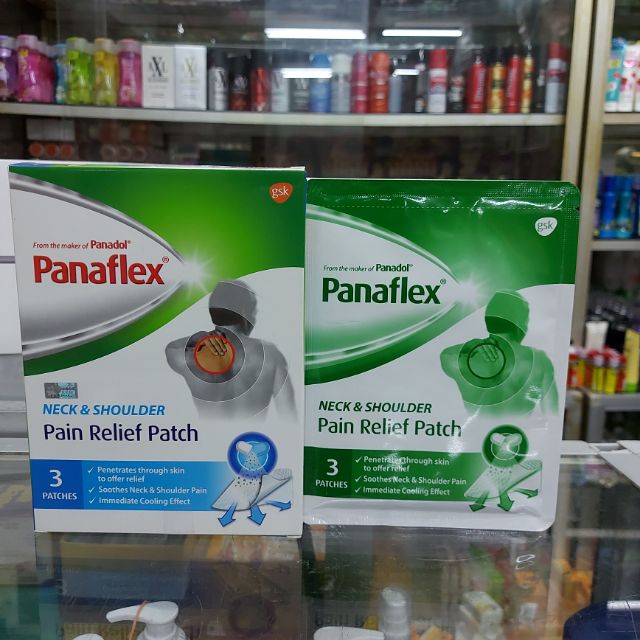 gsk
From the maker of Panadol®
Panaflex®
NECK & SHOULDER
Pain Relief Patch
3
PATCHES
✓ Penetrates through skin
to offer relief
✓ Soothes Neck & Shoulder Pain
✓ Immediate Cooling Effect
gsk
From the maker of Panadol®
Panaflex®
NECK & SHOULDER
Pain Relief Patch
3
PATCHES
✓ Penetrates through skin
to offer relief
✓ Soothes Neck & Shoulder Pain
✓ Immediate Cooling Effect